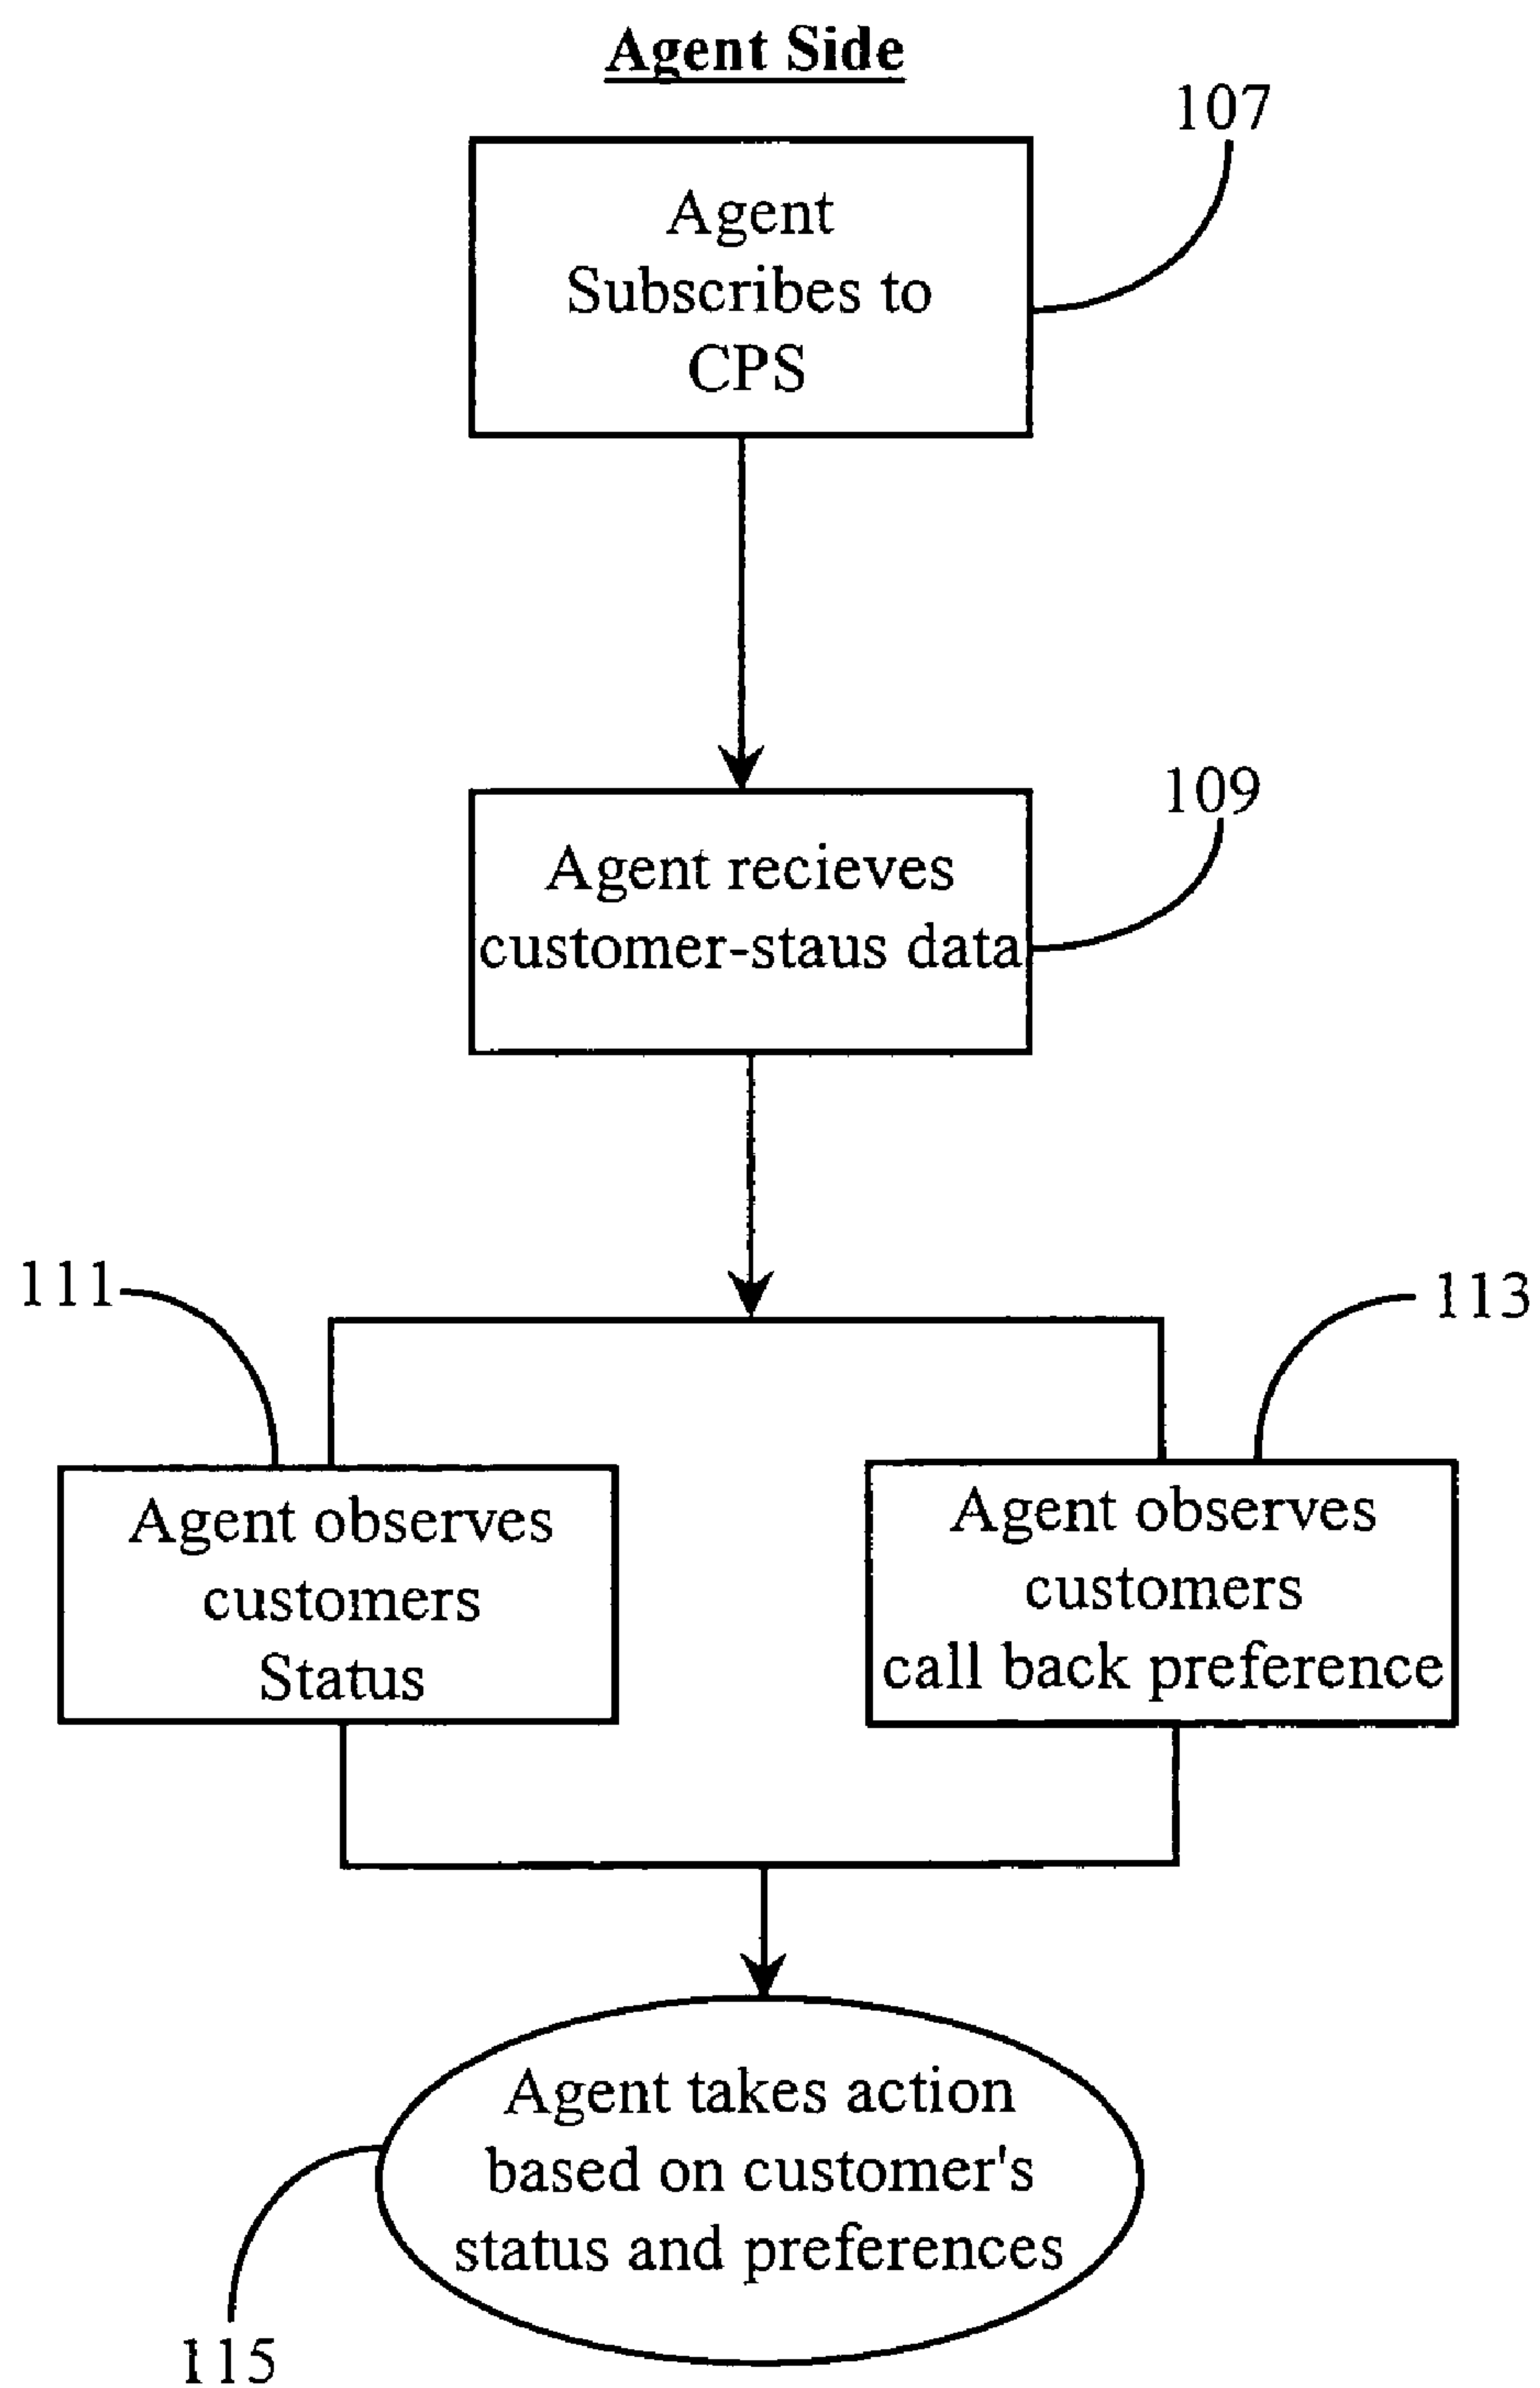 Agent Side
107
Agent
Subscribes to
CPS
109
Agent recieves
customer-staus data
111
113
Agent observes
customers
Status
Agent observes
customers
call back preference
Agent takes action
based on customer's
status and preferences
115